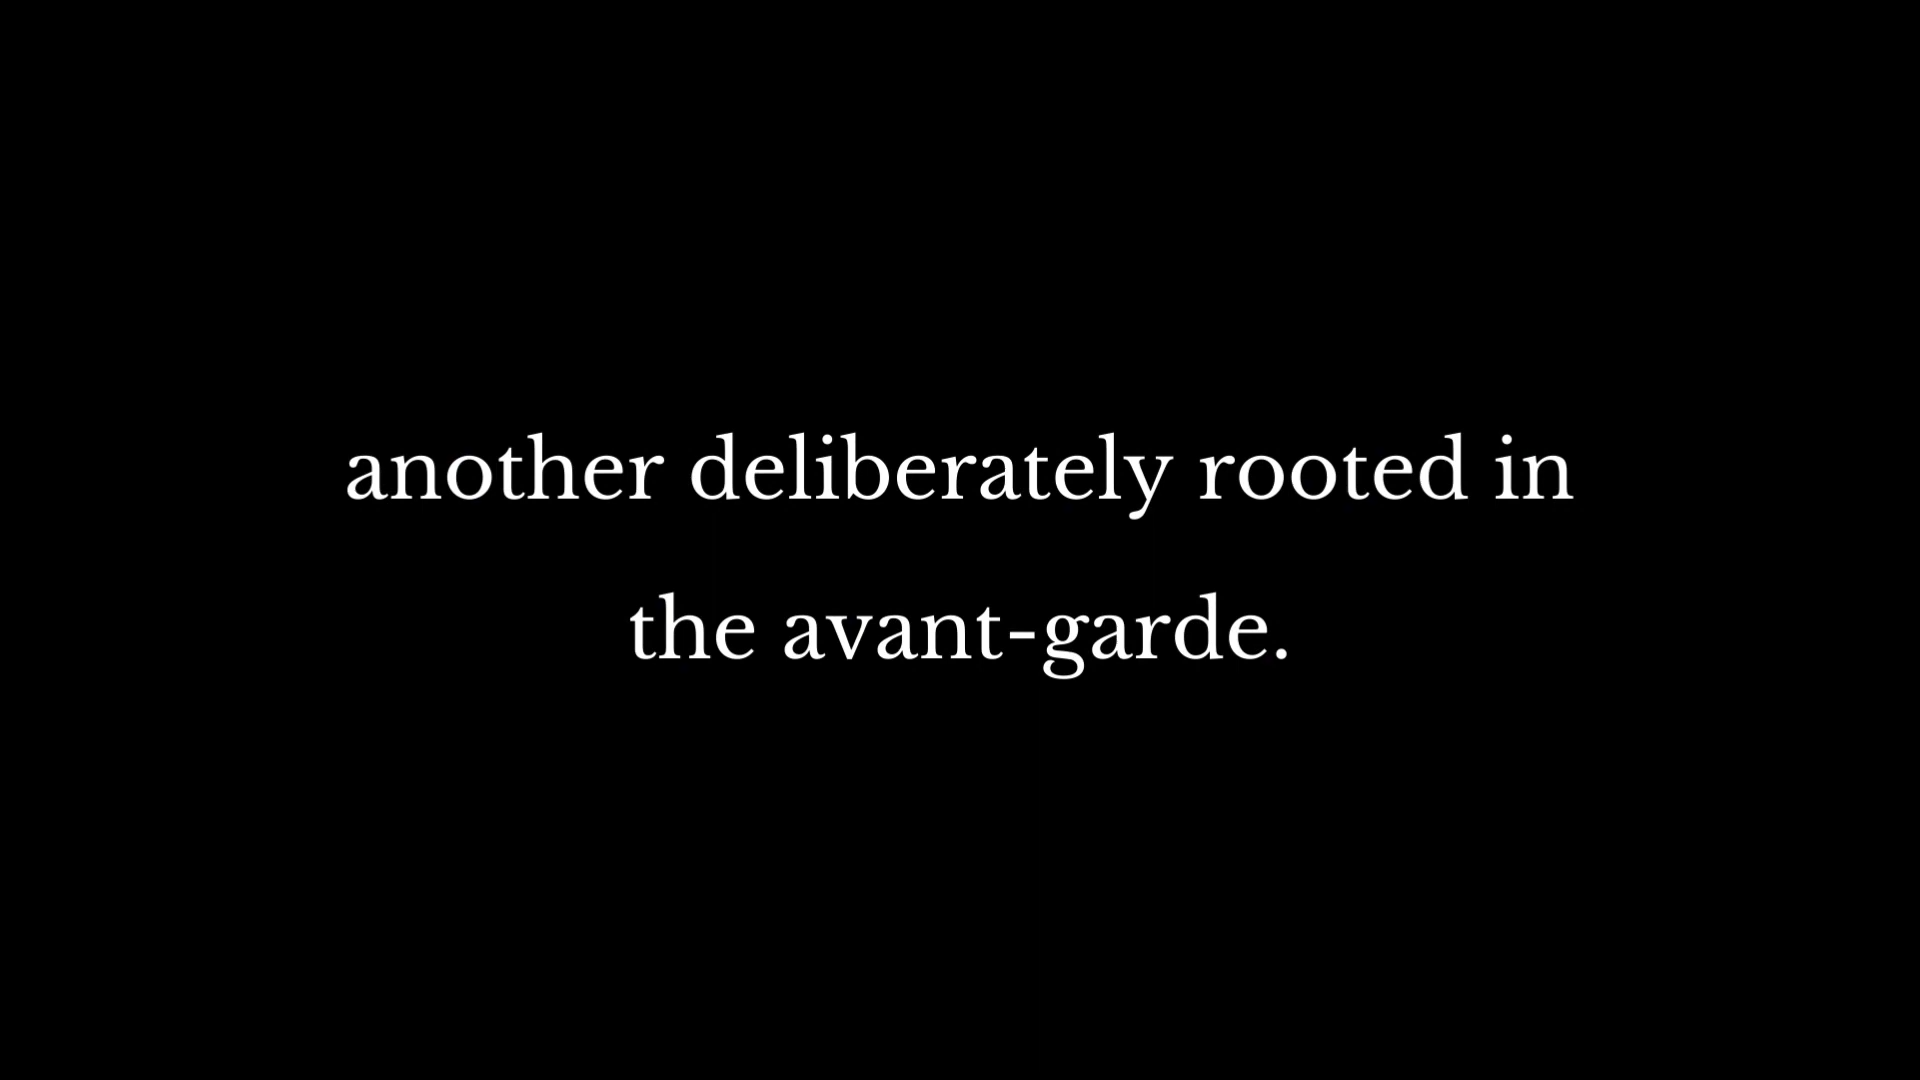 another deliberately rooted in
the avant-garde.